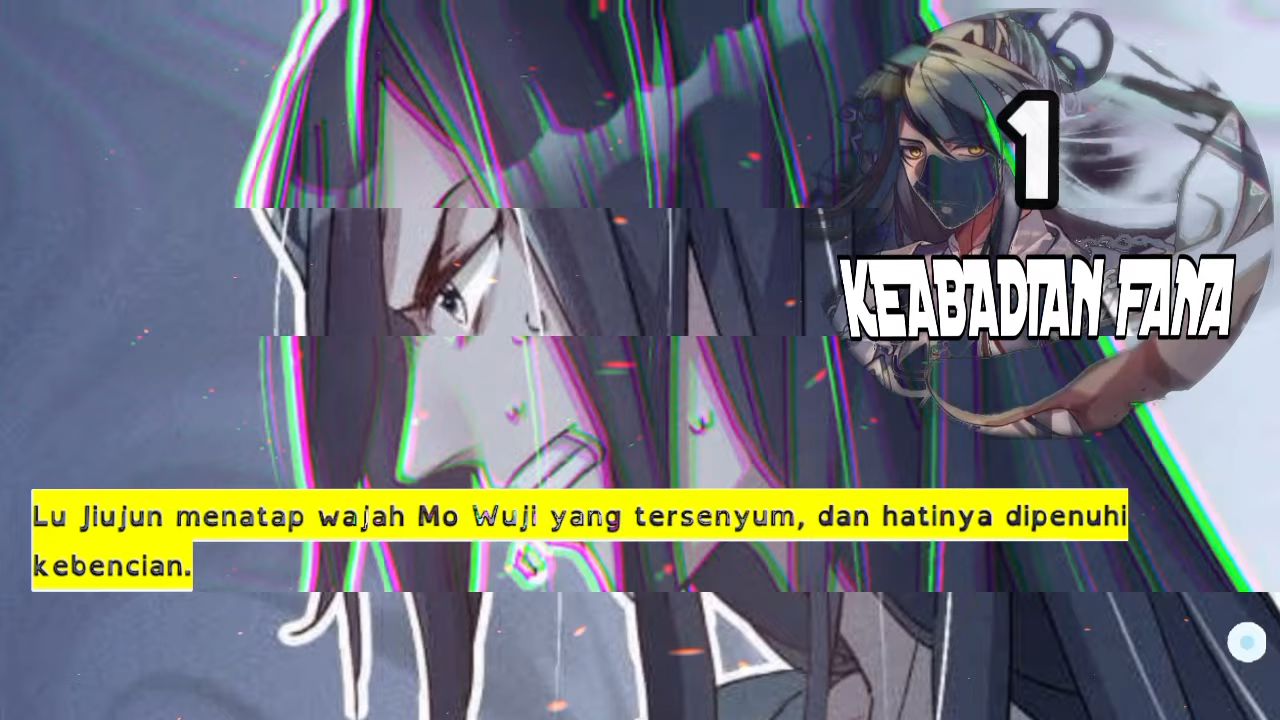 1
KEABADIAN FANA
Lu Jiujun menatap wajah Mo Wuji yang tersenyum, dan hatinya dipenuhi
kebencian.